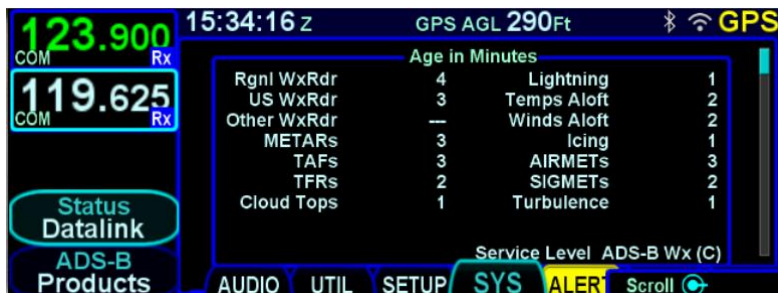 123.900
COM Rx
119.625
COM Rx
Status
Datalink
ADS-B
Products
15:34:16 Z GPS AGL 290Ft GPS
Age in Minutes
Rgnl WxRdr 4 Lightning 1
US WxRdr 3 Temps Aloft 2
Other WxRdr --- Winds Aloft 2
METARs 3 Icing 1
TAFs 3 AIRMETs 3
TFRs 2 SIGMETs 2
Cloud Tops 1 Turbulence 1
Service Level ADS-B Wx (C)
AUDIO UTIL SETUP SYS ALERT Scroll